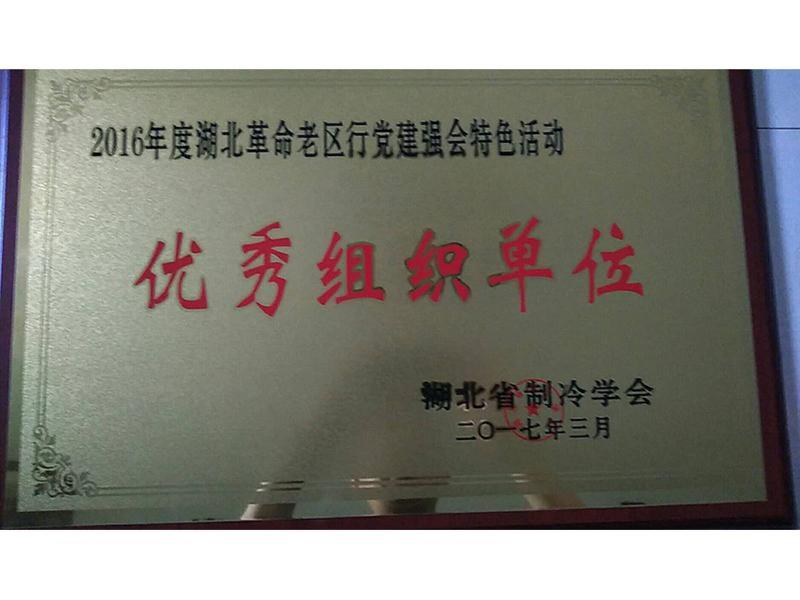 2016年度湖北革命老区行党建强会特色活动
优秀组织单位
湖北省制冷学会
二〇一七年三月